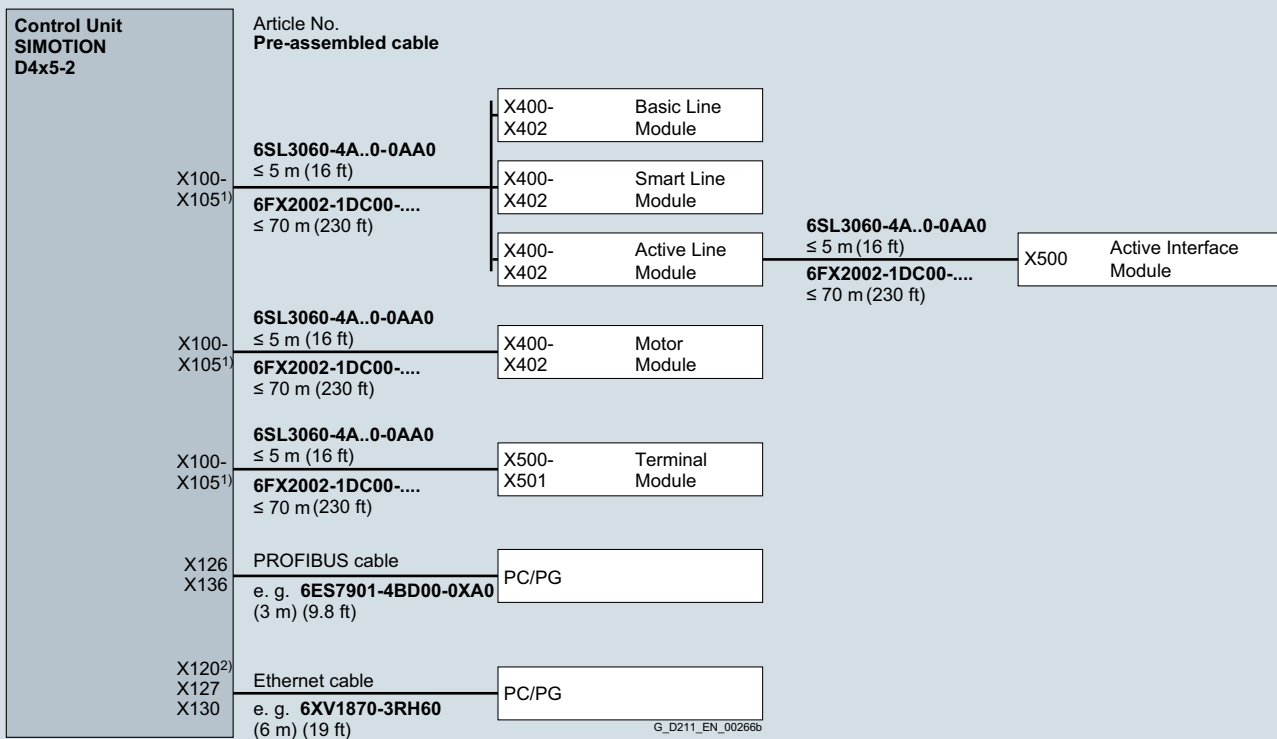 Control Unit
SIMOTION
D4x5-2
Article No.
Pre-assembled cable
X100-
X105¹⁾
6SL3060-4A..0-0AA0
≤ 5 m (16 ft)
6FX2002-1DC00-....
≤ 70 m (230 ft)
X400-
X402
Basic Line
Module
X400-
X402
Smart Line
Module
X400-
X402
Active Line
Module
6SL3060-4A..0-0AA0
≤ 5 m (16 ft)
6FX2002-1DC00-....
≤ 70 m (230 ft)
X500
Active Interface
Module
X100-
X105¹⁾
6SL3060-4A..0-0AA0
≤ 5 m (16 ft)
6FX2002-1DC00-....
≤ 70 m (230 ft)
X400-
X402
Motor
Module
X100-
X105¹⁾
6SL3060-4A..0-0AA0
≤ 5 m (16 ft)
6FX2002-1DC00-....
≤ 70 m (230 ft)
X500-
X501
Terminal
Module
X126
X136
PROFIBUS cable
e. g. 6ES7901-4BD00-0XA0
(3 m) (9.8 ft)
PC/PG
X120²⁾
X127
X130
Ethernet cable
e. g. 6XV1870-3RH60
(6 m) (19 ft)
PC/PG
G_D211_EN_00266b